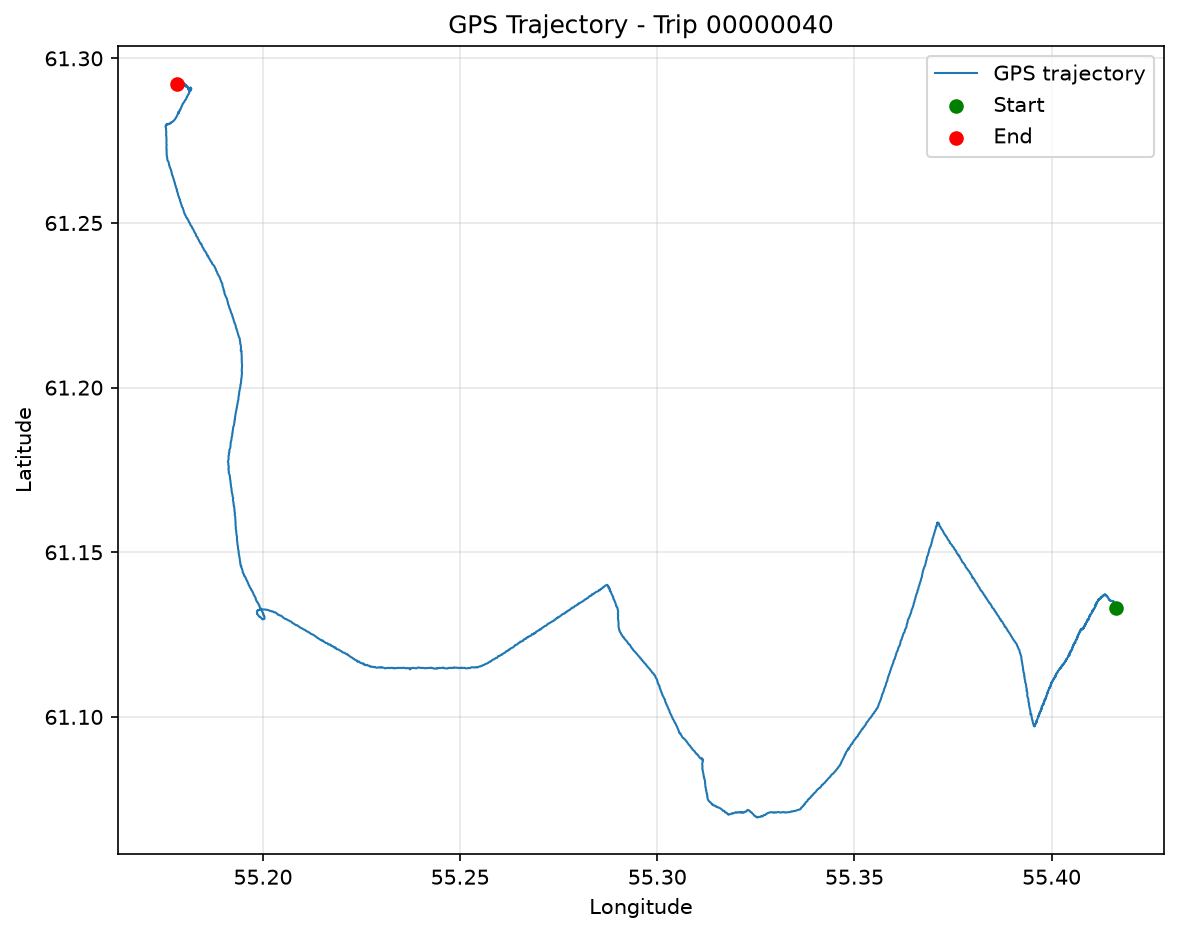 GPS Trajectory - Trip 00000040
GPS trajectory
Start
End
61.30
61.25
61.20
61.15
61.10
Latitude
55.20
55.25
55.30
55.35
55.40
Longitude